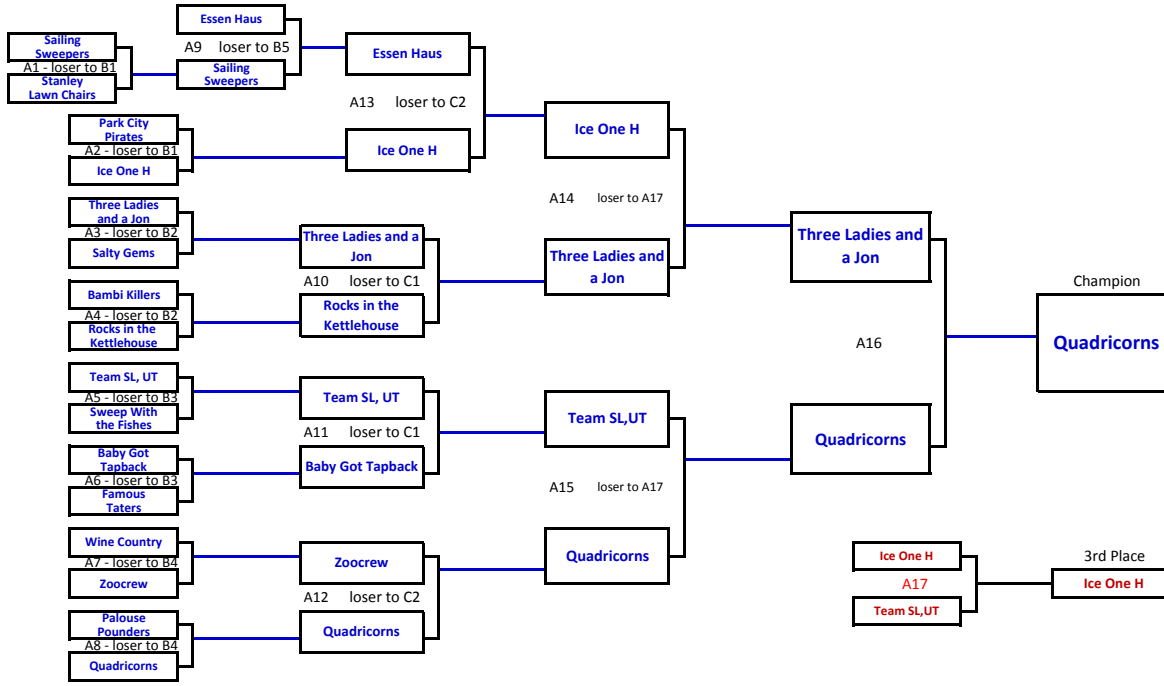 Essen Haus
A9 loser to B5
Sailing
Sweepers
Sailing
Sweepers
A1 - loser to B1
Stanley
Lawn Chairs
Essen Haus
A13 loser to C2
Park City
Pirates
A2 - loser to B1
Ice One H
Ice One H
Ice One H
A14 loser to A17
Three Ladies
and a Jon
A3 - loser to B2
Salty Gems
Three Ladies and a
Jon
A10 loser to C1
Rocks in the
Kettlehouse
Bambi Killers
A4 - loser to B2
Rocks in the
Kettlehouse
Three Ladies and
a Jon
Three Ladies and
a Jon
A16
Champion
Quadricorns
Team SL, UT
A5 - loser to B3
Sweep With
the Fishes
Team SL, UT
A11 loser to C1
Baby Got Tapback
Baby Got
Tapback
A6 - loser to B3
Famous
Taters
Team SL,UT
A15 loser to A17
Quadricorns
Quadricorns
Wine Country
A7 - loser to B4
Zoocrew
Zoocrew
A12 loser to C2
Quadricorns
Palouse
Pounders
A8 - loser to B4
Quadricorns
Ice One H
A17
Team SL,UT
3rd Place
Ice One H